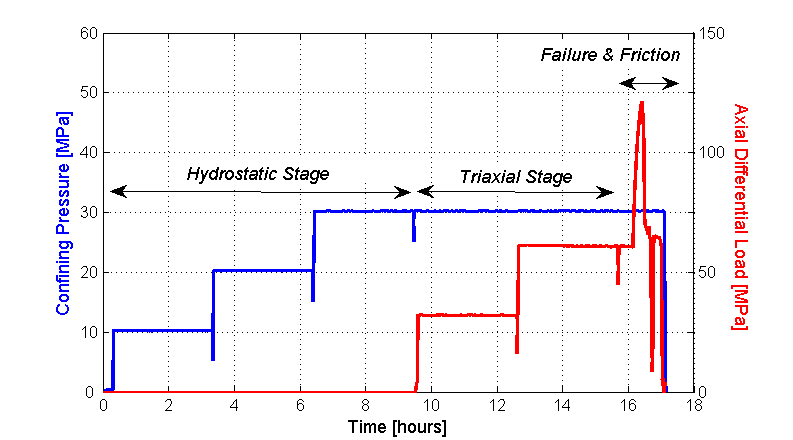 Failure & Friction
Hydrostatic Stage
Triaxial Stage
Confining Pressure [MPa]
60
50
40
30
20
10
0
Axial Differential Load [MPa]
150
100
50
0
0 2 4 6 8 10 12 14 16 18
Time [hours]